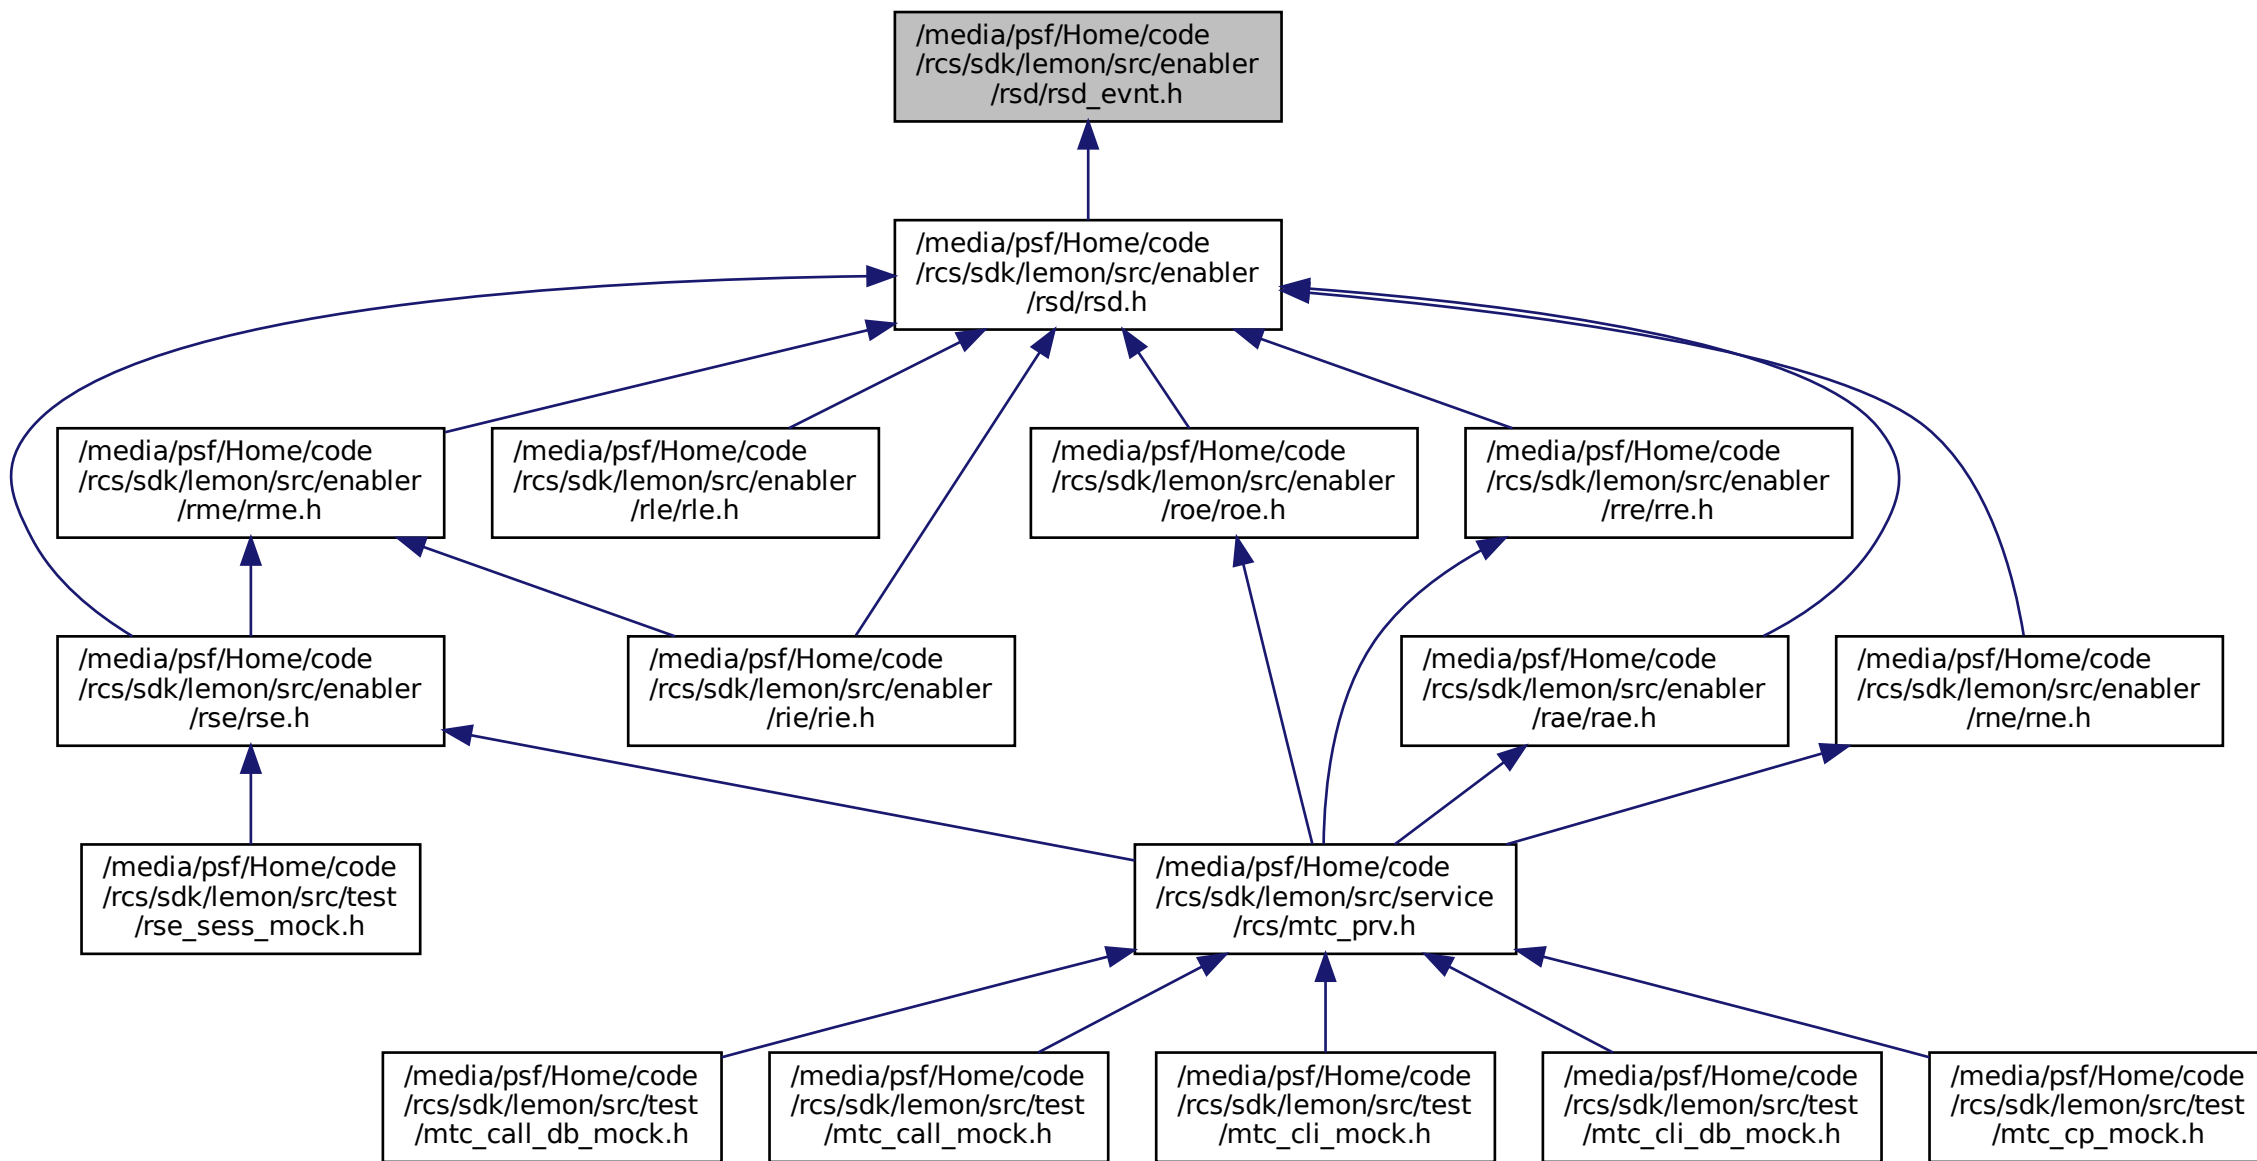 /media/psf/Home/code
/rcs/sdk/lemon/src/enabler
/rsd/rsd_evnt.h
/media/psf/Home/code
/rcs/sdk/lemon/src/enabler
/rsd/rsd.h
/media/psf/Home/code
/rcs/sdk/lemon/src/enabler
/rme/rme.h
/media/psf/Home/code
/rcs/sdk/lemon/src/enabler
/rle/rle.h
/media/psf/Home/code
/rcs/sdk/lemon/src/enabler
/roe/roe.h
/media/psf/Home/code
/rcs/sdk/lemon/src/enabler
/rre/rre.h
/media/psf/Home/code
/rcs/sdk/lemon/src/enabler
/rse/rse.h
/media/psf/Home/code
/rcs/sdk/lemon/src/enabler
/rie/rie.h
/media/psf/Home/code
/rcs/sdk/lemon/src/enabler
/rae/rae.h
/media/psf/Home/code
/rcs/sdk/lemon/src/enabler
/rne/rne.h
/media/psf/Home/code
/rcs/sdk/lemon/src/test
/rse_sess_mock.h
/media/psf/Home/code
/rcs/sdk/lemon/src/service
/rcs/mtc_prv.h
/media/psf/Home/code
/rcs/sdk/lemon/src/test
/mtc_call_db_mock.h
/media/psf/Home/code
/rcs/sdk/lemon/src/test
/mtc_call_mock.h
/media/psf/Home/code
/rcs/sdk/lemon/src/test
/mtc_cli_mock.h
/media/psf/Home/code
/rcs/sdk/lemon/src/test
/mtc_cli_db_mock.h
/media/psf/Home/code
/rcs/sdk/lemon/src/test
/mtc_cp_mock.h